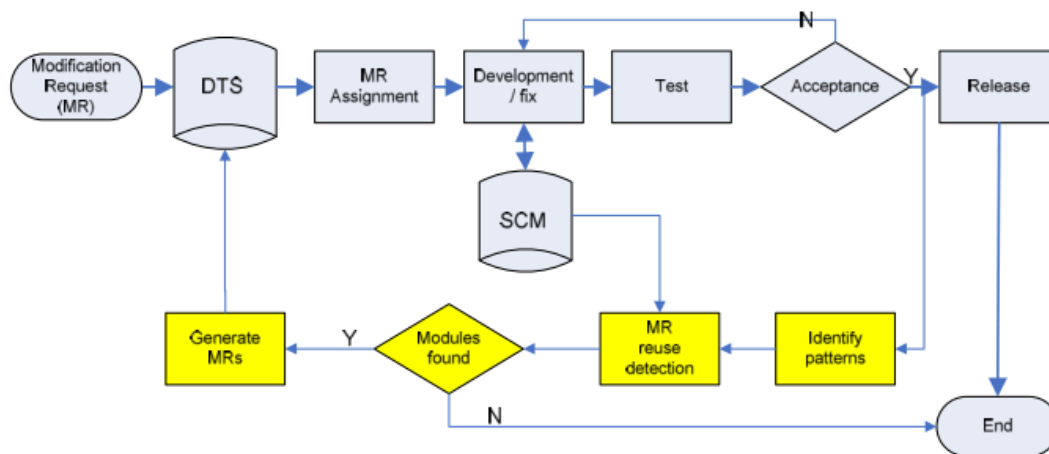 N
Modification
Request
(MR)
DTS
MR
Assignment
Development
/ fix
Test
Acceptance
Y
Release
SCM
Generate
MRs
Y
Modules
found
MR
reuse
detection
Identify
patterns
N
End